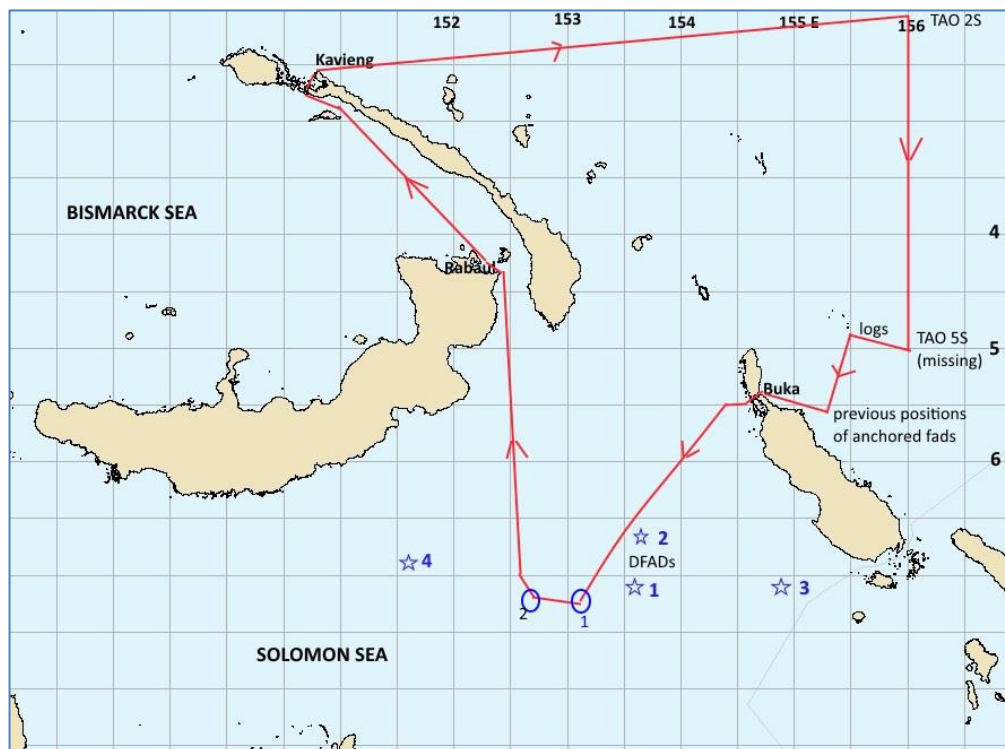 152
153
154
155 E
156
TAO 2S
Kavieng
BISMARCK SEA
4
Rabaul
logs
TAO 5S
(missing)
5
Buka
previous positions
of anchored fads
6
2
4
DFADs
1
3
2
1
SOLOMON SEA